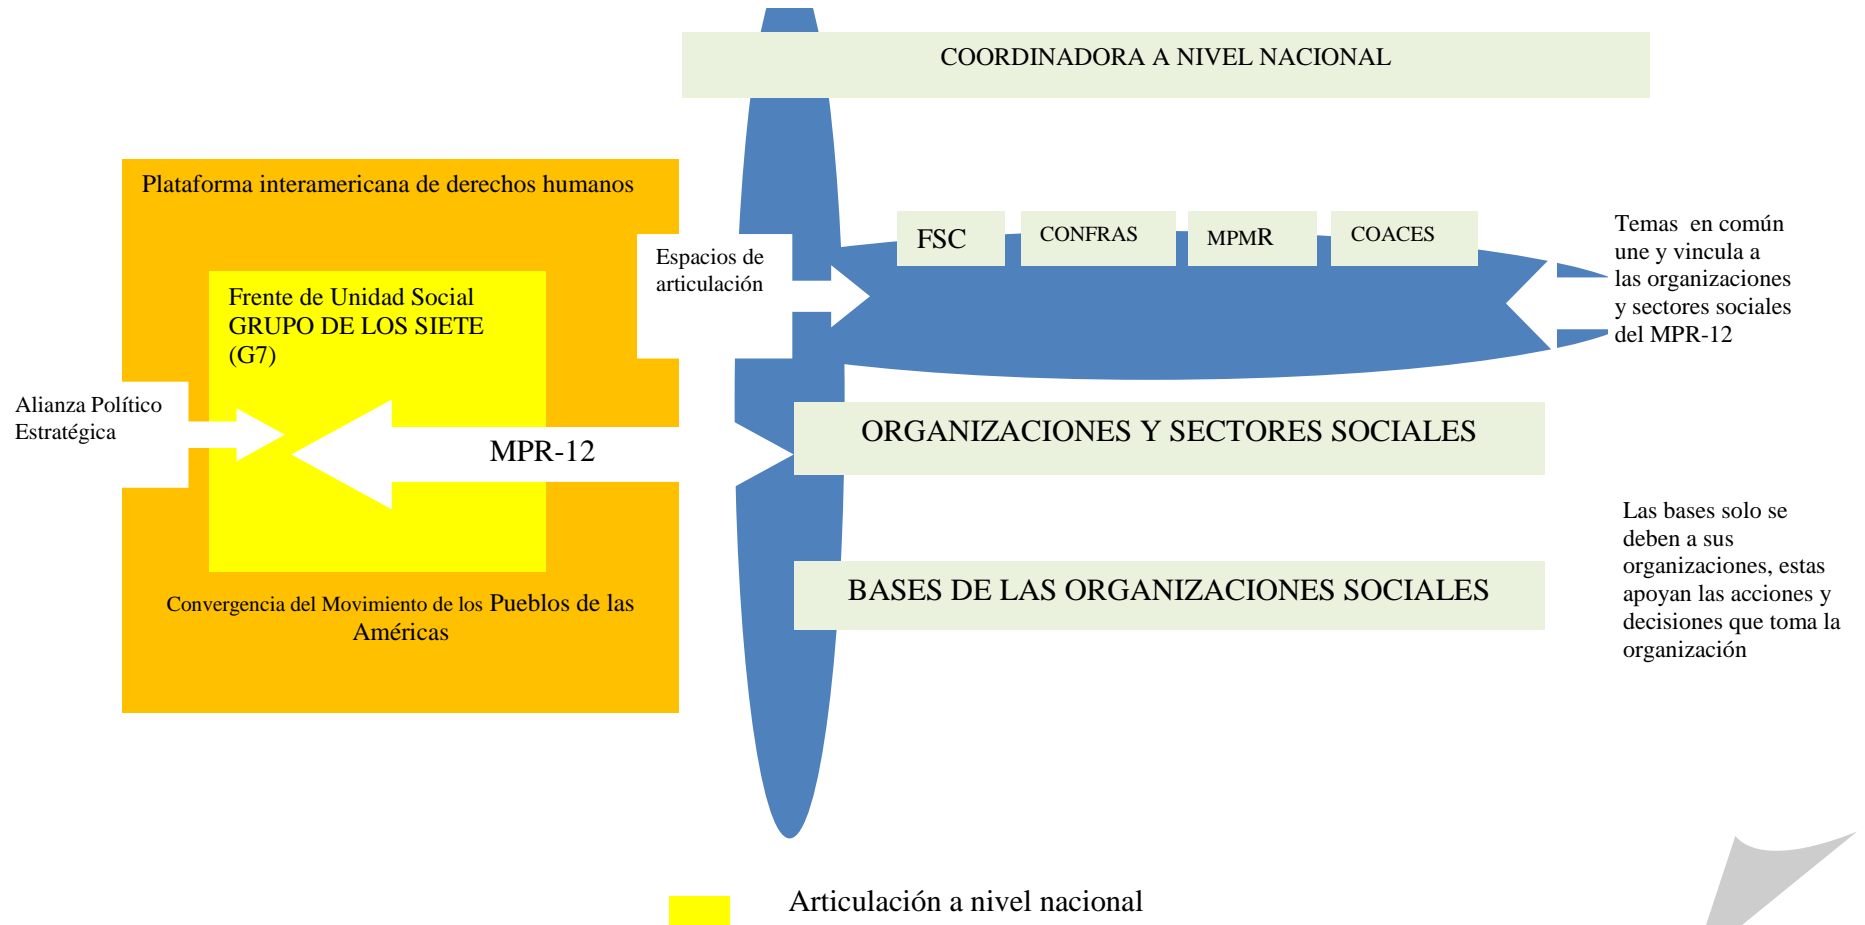 COORDINADORA A NIVEL NACIONAL
Plataforma interamericana de derechos humanos
Espacios de
articulación
FSC
CONFRAS
MPMR
COACES
Temas en común
une y vincula a
las organizaciones
y sectores sociales
del MPR-12
Frente de Unidad Social
GRUPO DE LOS SIETE
(G7)
Alianza Político
Estratégica
MPR-12
ORGANIZACIONES Y SECTORES SOCIALES
Las bases solo se
deben a sus
organizaciones, estas
apoyan las acciones y
decisiones que toma la
organización
BASES DE LAS ORGANIZACIONES SOCIALES
Convergencia del Movimiento de los Pueblos de las
Américas
Articulación a nivel nacional